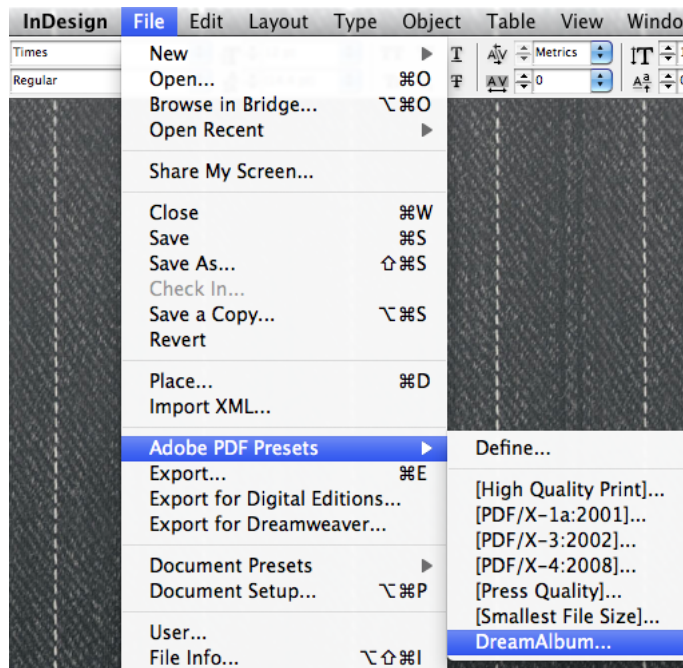 InDesign File Edit Layout Type Object Table View Windo
Times
Regular
T Metrics
T 0
New
Open... ⌘O
Browse in Bridge... ⌥⌘O
Open Recent
Share My Screen...
Close ⌘W
Save ⌘S
Save As... ⇧⌘S
Check In...
Save a Copy... ⌥⌘S
Revert
Place... ⌘D
Import XML...
Adobe PDF Presets
Export... ⌘E
Export for Digital Editions...
Export for Dreamweaver...
Document Presets
Document Setup... ⌥⌘P
User...
File Info... ⌥⇧⌘I
Define...
[High Quality Print]...
[PDF/X-1a:2001]...
[PDF/X-3:2002]...
[PDF/X-4:2008]...
[Press Quality]...
[Smallest File Size]...
DreamAlbum...